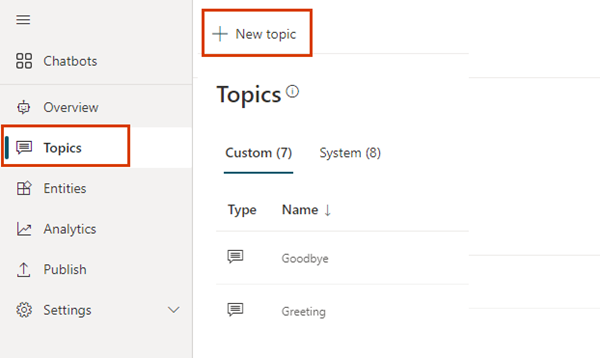 Chatbots
Overview
Topics
Entities
Analytics
Publish
Settings
+ New topic
Topics
Custom (7) System (8)
Type Name ↓
Goodbye
Greeting